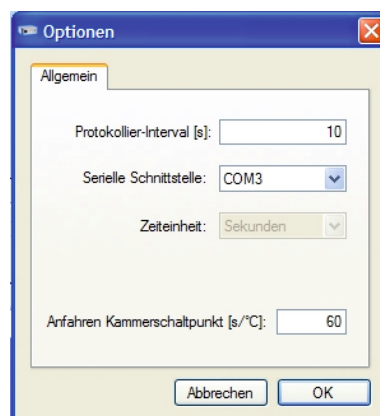 Optionen
Allgemein
Protokollier-Interval [s]: 10
Serielle Schnittstelle: COM3
Zeiteinheit: Sekunden
Anfahren Kammerschaltpunkt [s/°C]: 60
Abbrechen OK